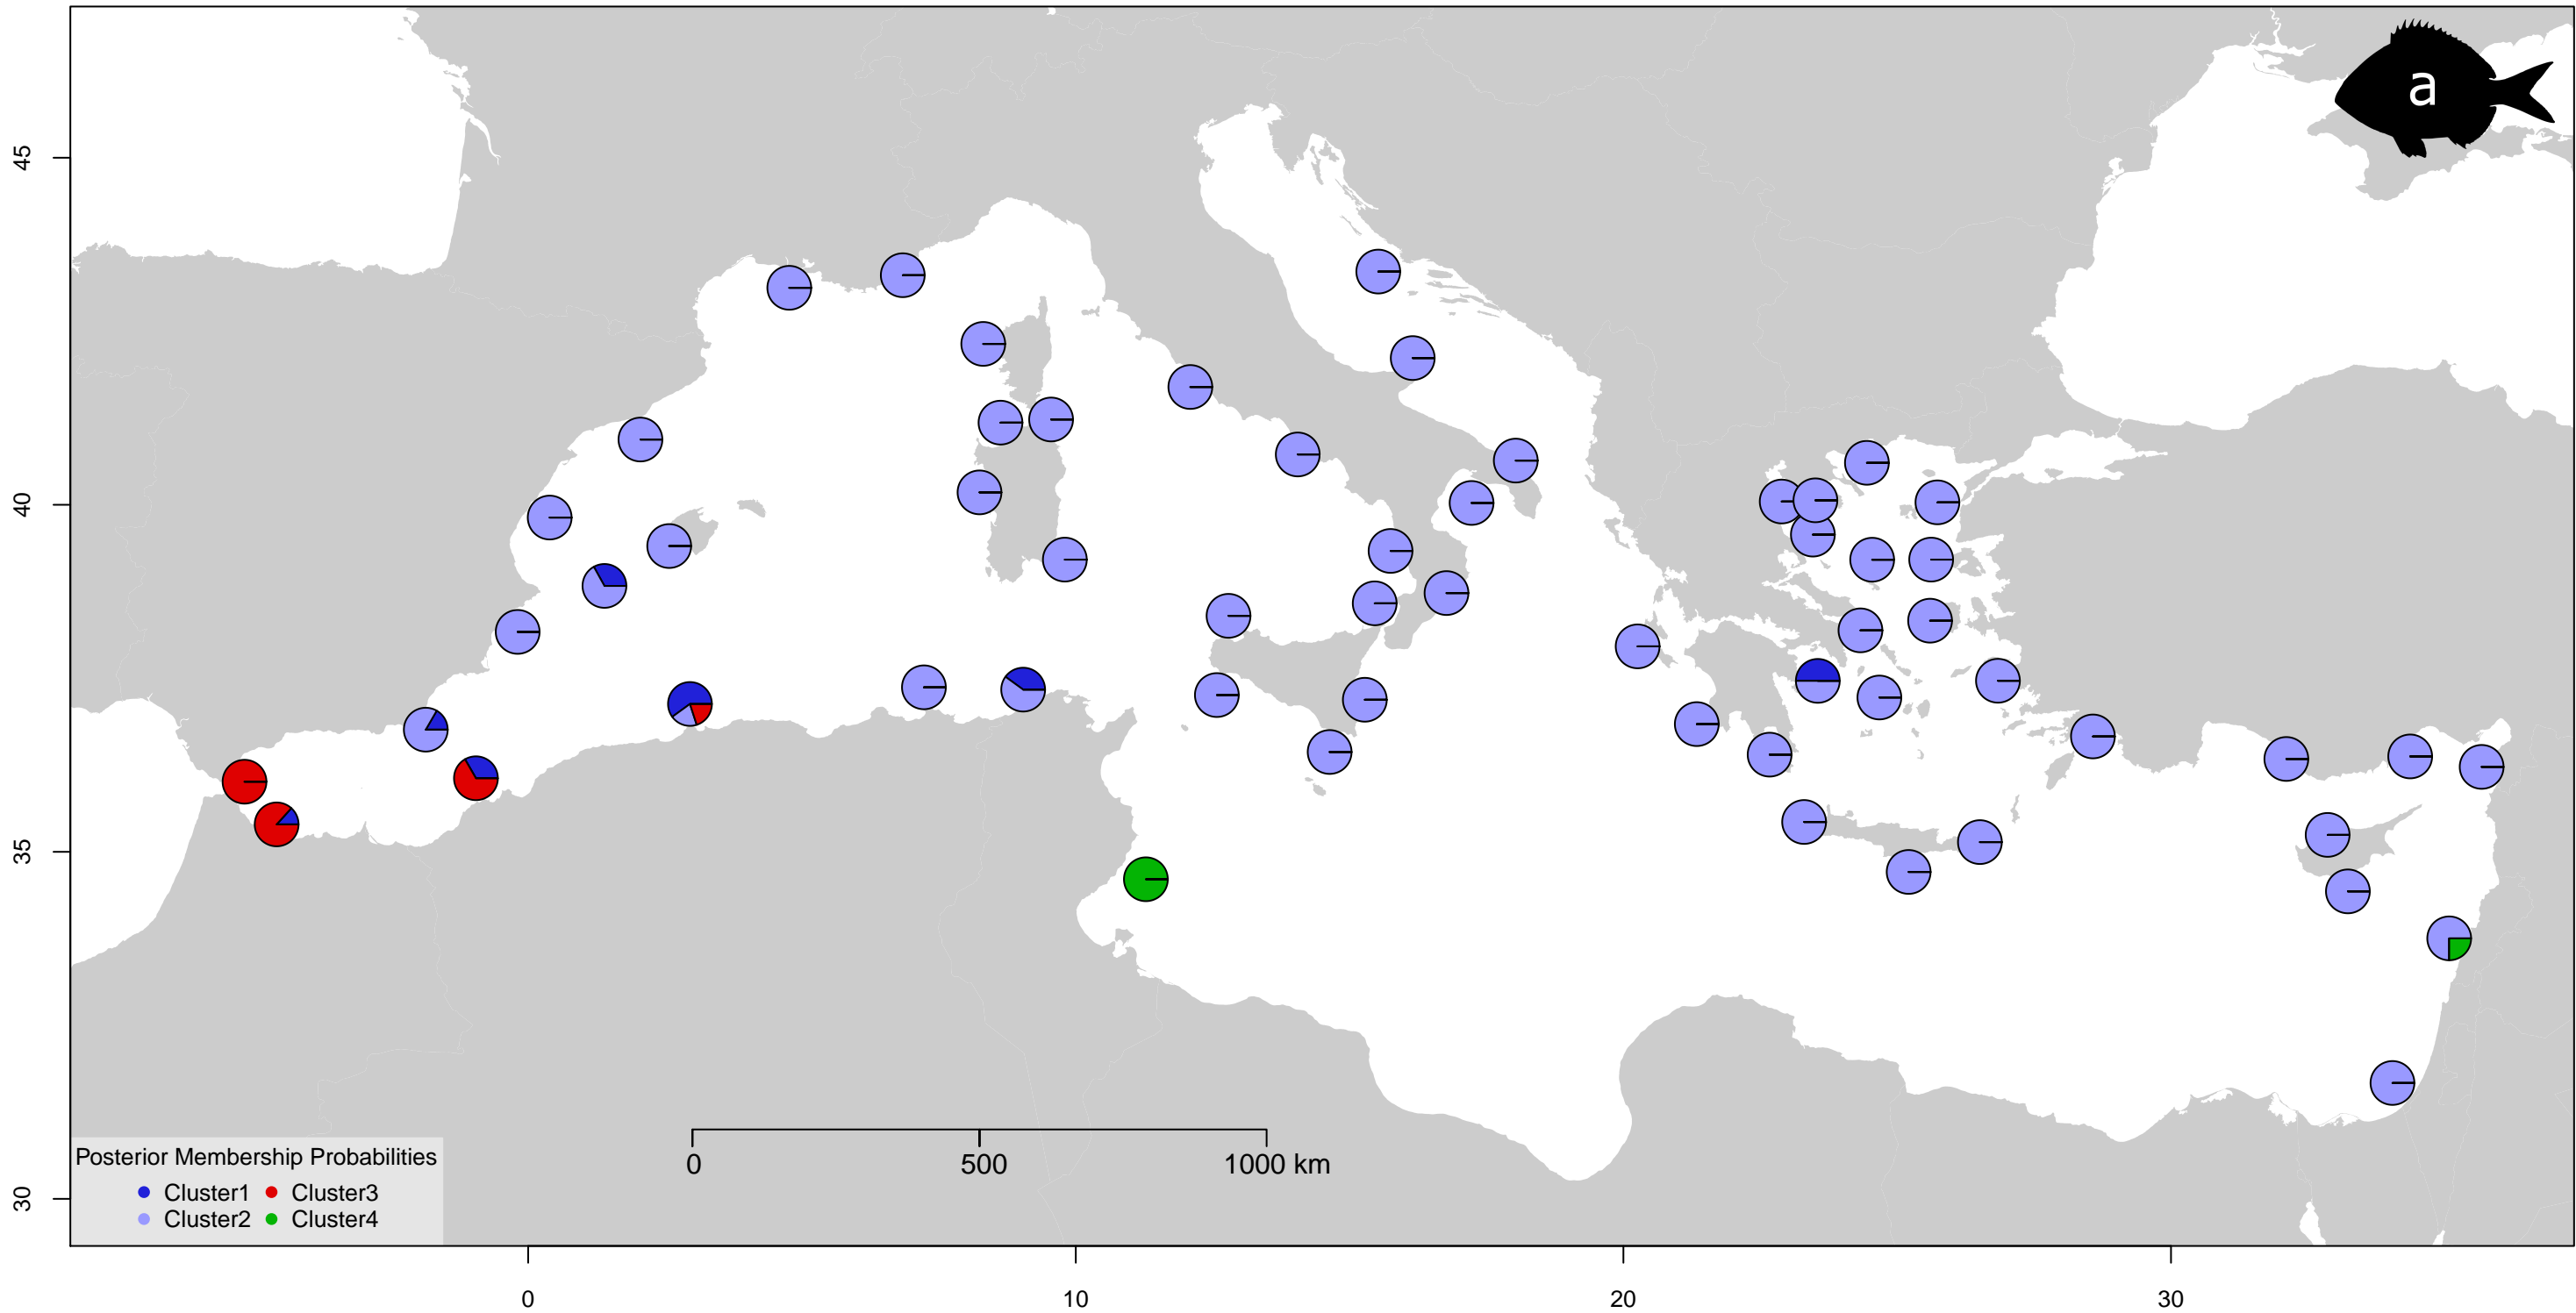 a
45
40
35
30
0 500 1000 km
Posterior Membership Probabilities
Cluster1 Cluster3
Cluster2 Cluster4
0 10 20 30